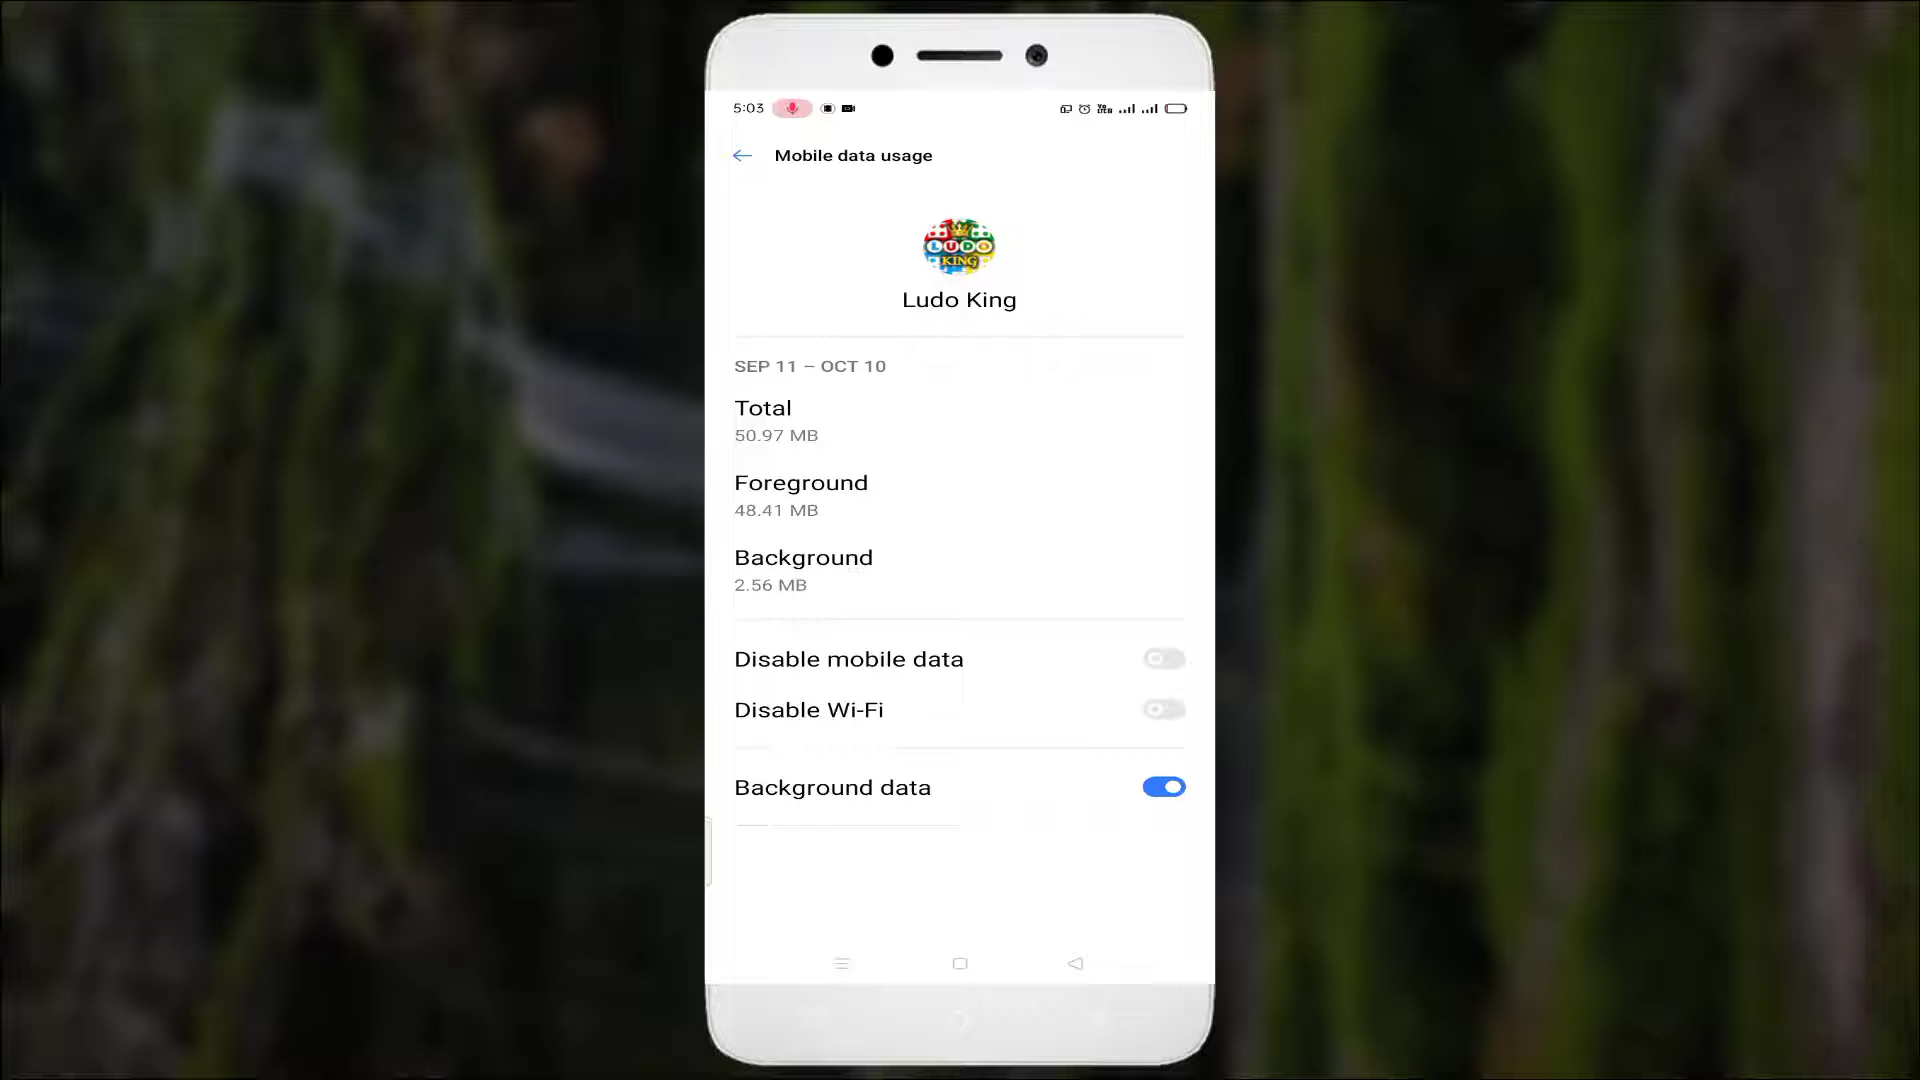 5:03
Mobile data usage
LUDO
KING
Ludo King
SEP 11 – OCT 10
Total
50.97 MB
Foreground
48.41 MB
Background
2.56 MB
Disable mobile data
Disable Wi-Fi
Background data